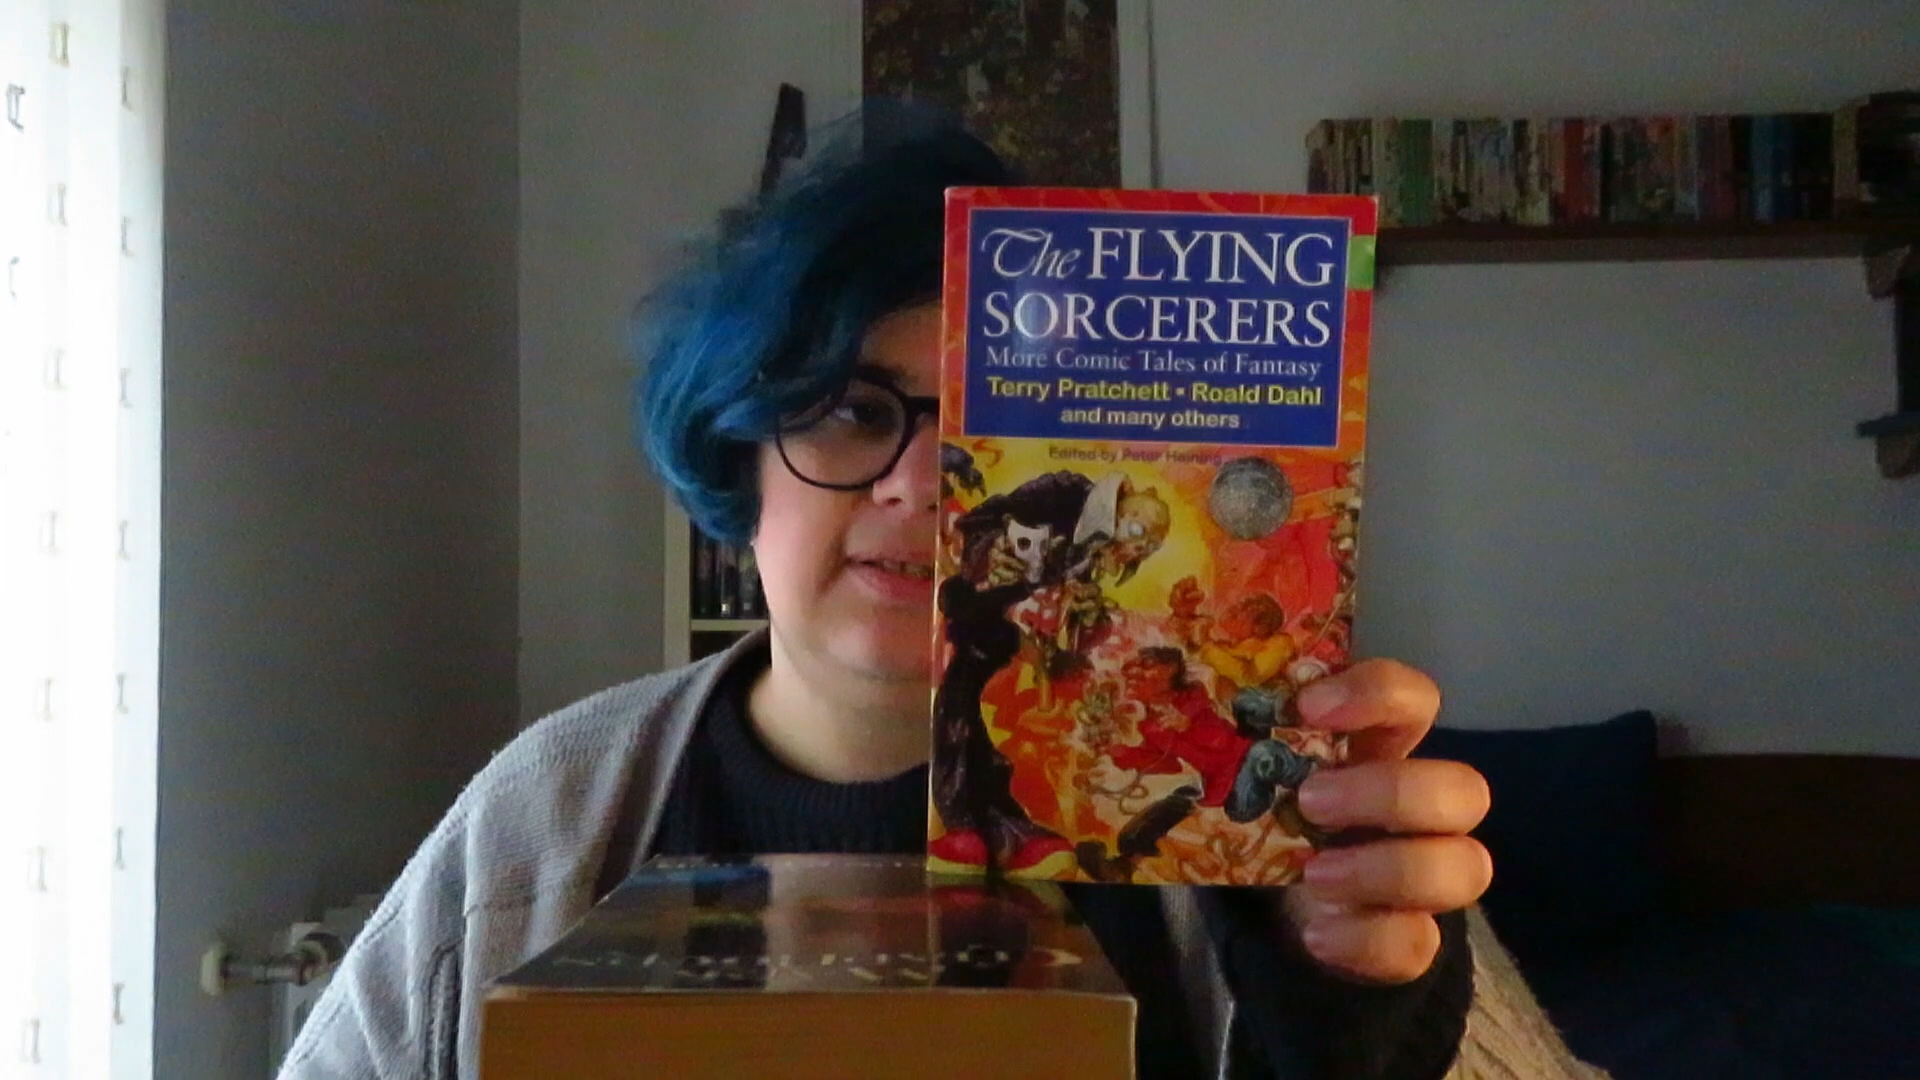 The FLYING
SORCERERS
More Comic Tales of Fantasy
Terry Pratchett • Roald Dahl
and many others
Edited by Peter Haining